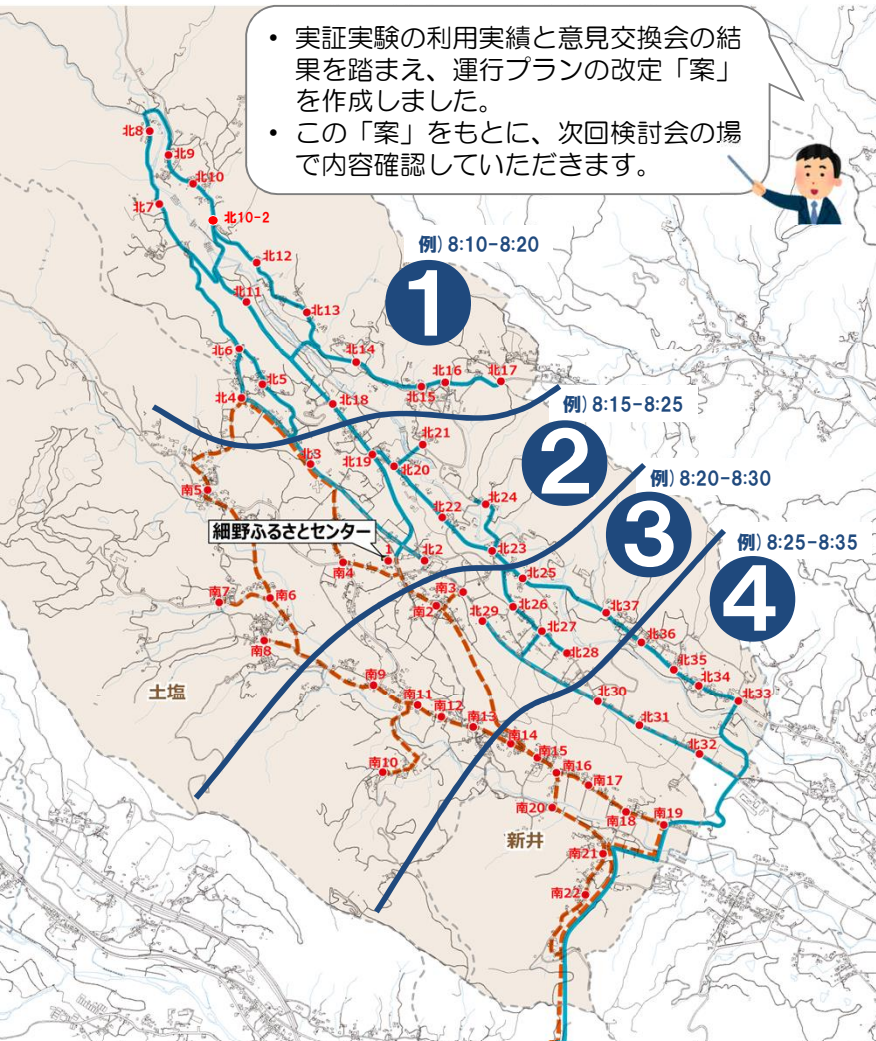 • 実証実験の利用実績と意見交換会の結
果を踏まえ、運行プランの改定「案」
を作成しました。
• この「案」をもとに、次回検討会の場
で内容確認していただきます。
北8
北9
北10
北7
北10-2
例) 8:10-8:20
1
北12
北11
北13
北6
北14
北16
北17
北15
北5
北4
北18
例) 8:15-8:25
2
北21
北3
北19
北20
例) 8:20-8:30
3
南5
北24
北22
細野ふるさとセンター
例) 8:25-8:35
4
北23
1
北2
南4
北25
南3
南7
南6
南2
北29
北26
北37
北27
南8
北36
北28
北35
南9
北34
土塩
北33
南11
北30
南12
北31
南13
南14
北32
南10
南15
南16
南17
南20
南18
南19
新井
南21
南22